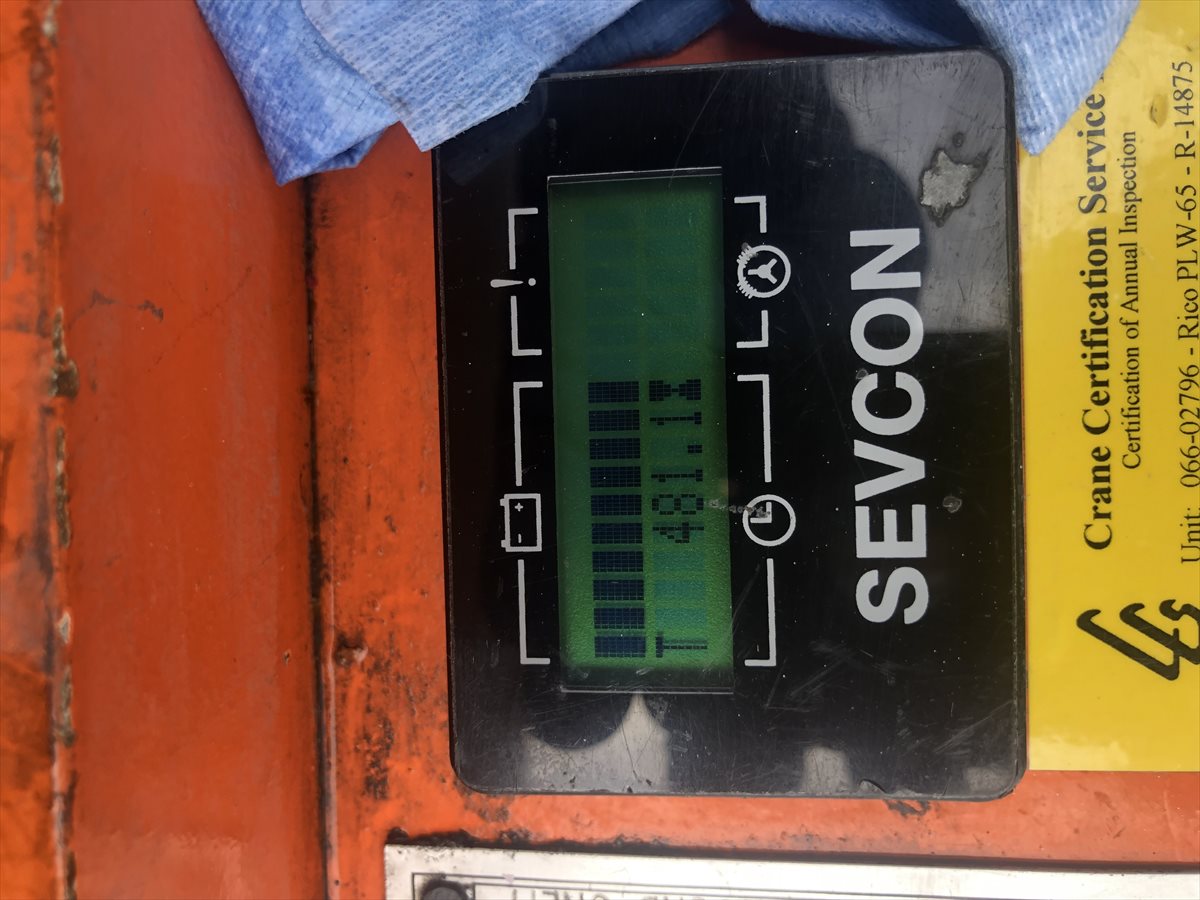 T 481.1
SEVCON
Crane Certification Service
Certification of Annual Inspection
Unit: 066-02796 - Rico PLW-65 - R-14875